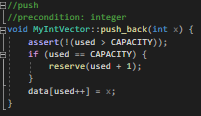 //push
//precondition: integer
void MyIntVector::push_back(int x) {
assert(!(used > CAPACITY));
if (used == CAPACITY) {
reserve(used + 1);
}
data[used++] = x;
}